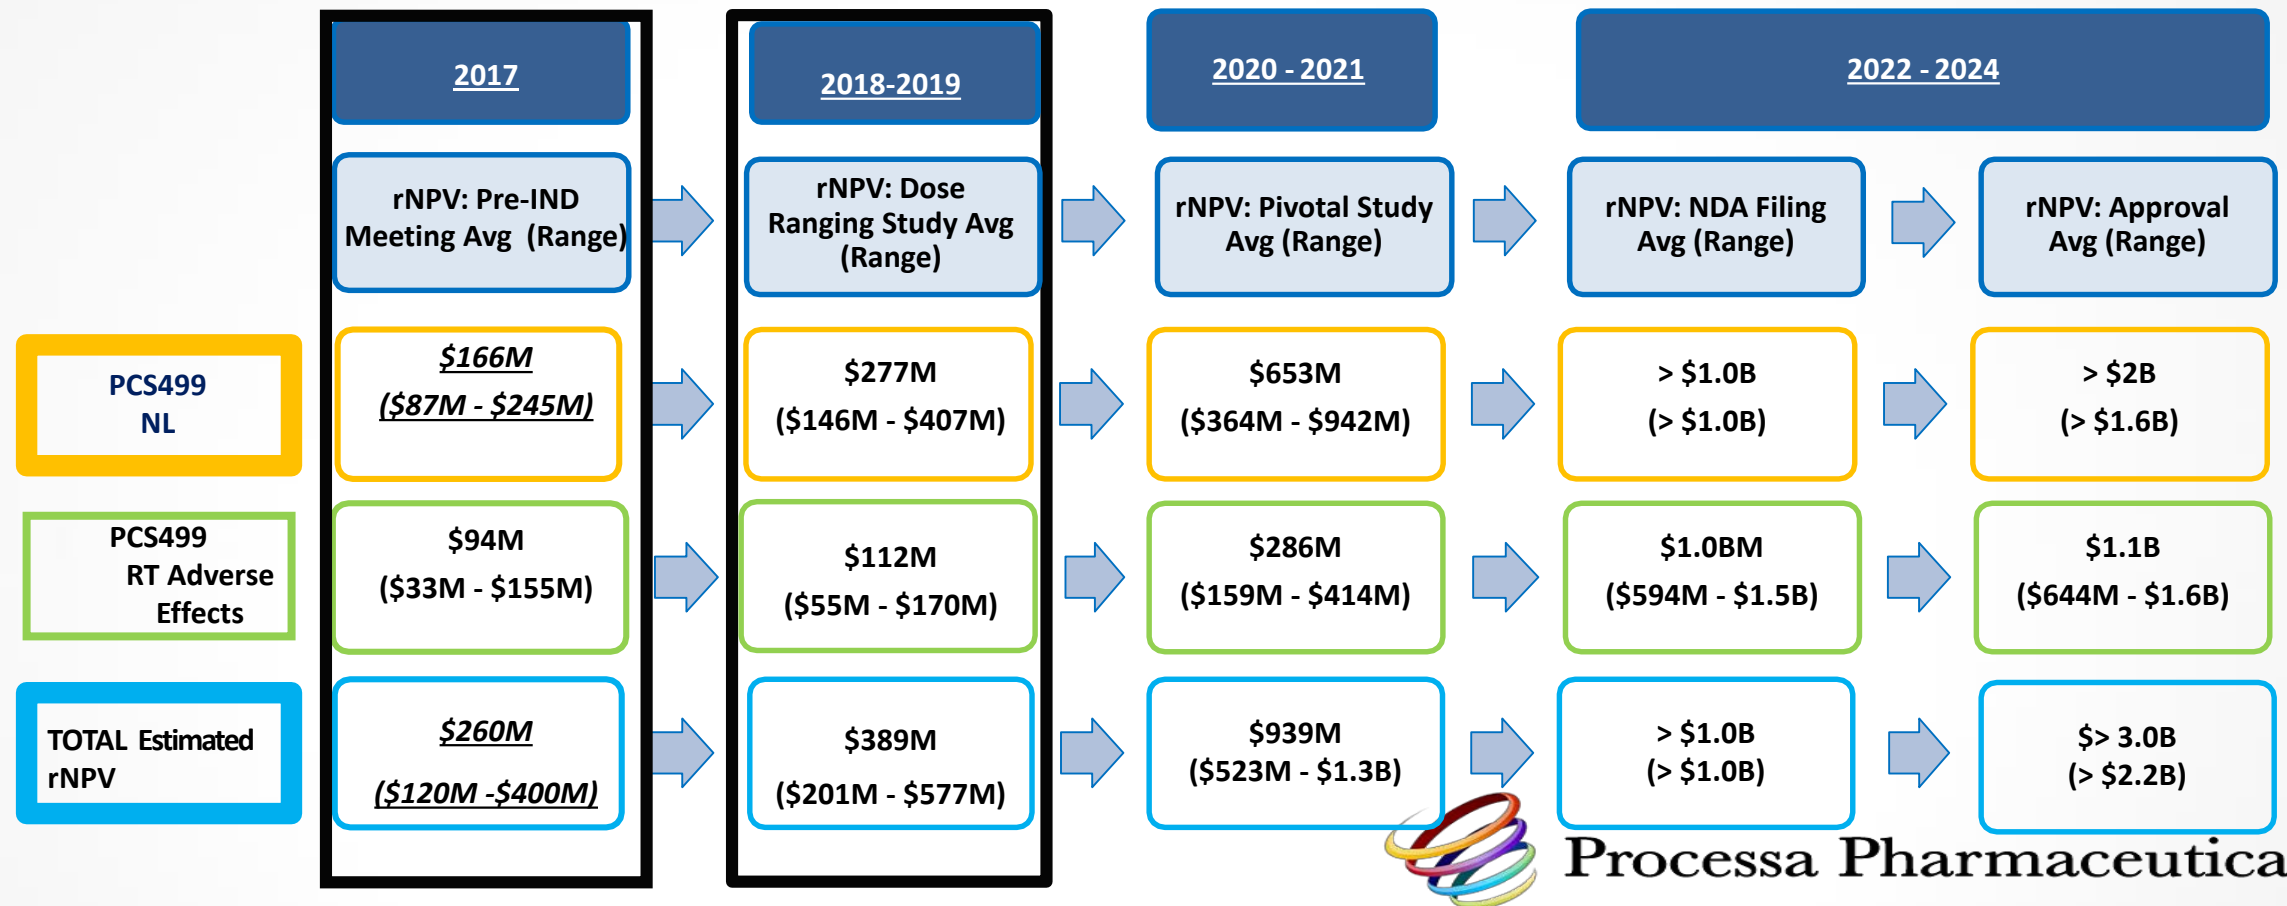 2017
2018-2019
2020 - 2021
2022 - 2024
rNPV: Pre-IND
Meeting Avg (Range)
rNPV: Dose
Ranging Study Avg
(Range)
rNPV: Pivotal Study
Avg (Range)
rNPV: NDA Filing
Avg (Range)
rNPV: Approval
Avg (Range)
PCS499
NL
$166M
($87M - $245M)
$277M
($146M - $407M)
$653M
($364M - $942M)
> $1.0B
(> $1.0B)
> $2B
(> $1.6B)
PCS499
RT Adverse
Effects
$94M
($33M - $155M)
$112M
($55M - $170M)
$286M
($159M - $414M)
$1.0BM
($594M - $1.5B)
$1.1B
($644M - $1.6B)
TOTAL Estimated
rNPV
$260M
($120M -$400M)
$389M
($201M - $577M)
$939M
($523M - $1.3B)
> $1.0B
(> $1.0B)
$> 3.0B
(> $2.2B)
Processa Pharmaceutica